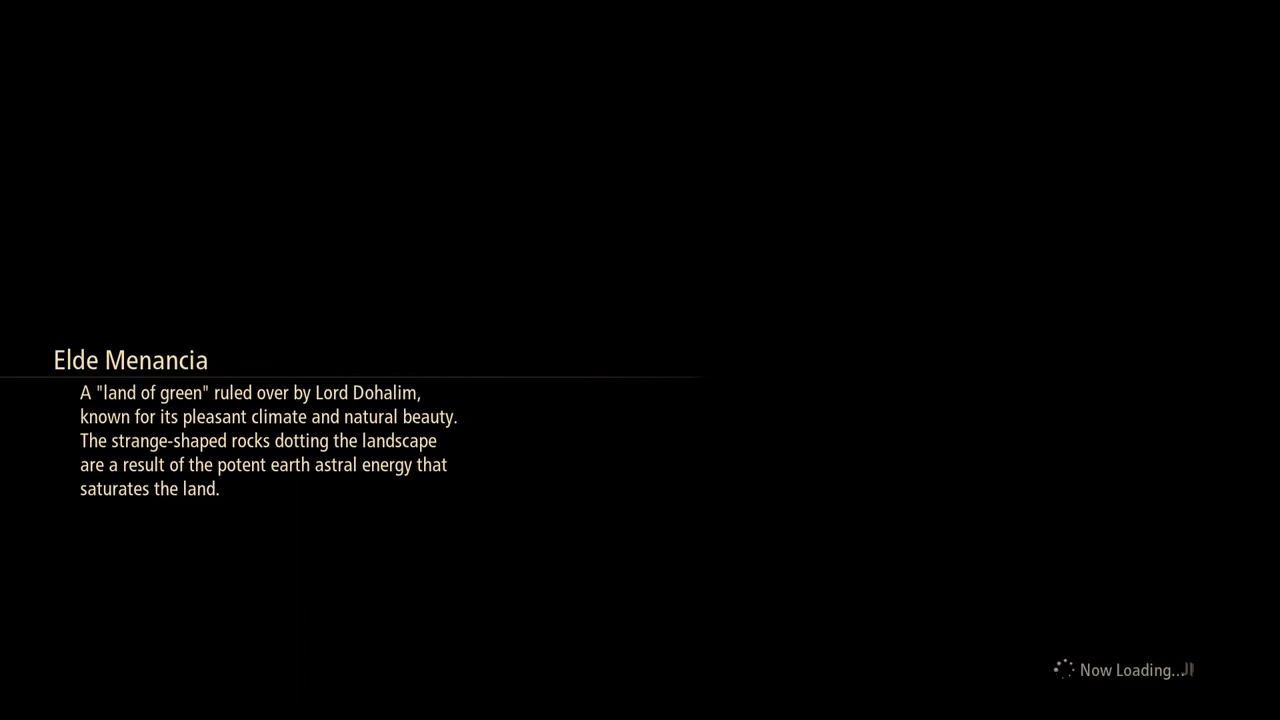 Elde Menancia
A "land of green" ruled over by Lord Dohalim,
known for its pleasant climate and natural beauty.
The strange-shaped rocks dotting the landscape
are a result of the potent earth astral energy that
saturates the land.
Now Loading...